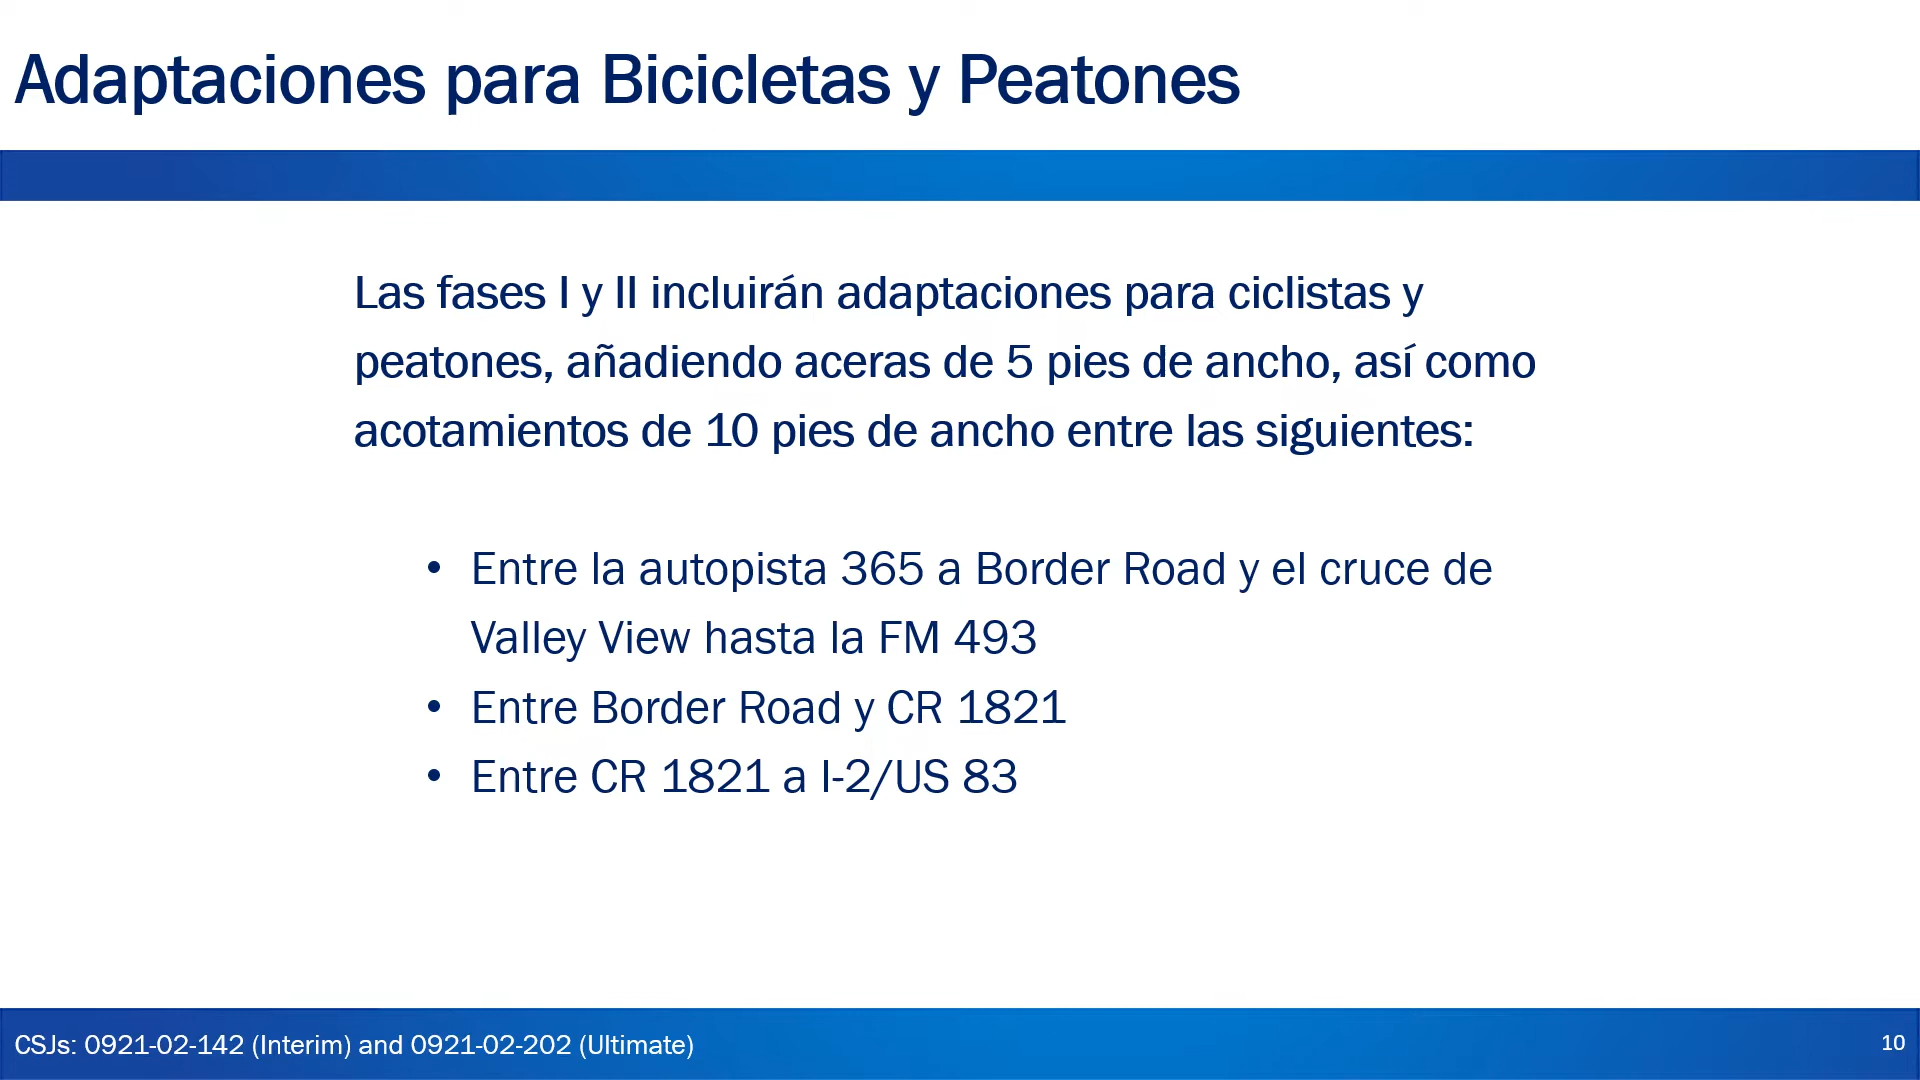 Adaptaciones para Bicicletas y Peatones
Las fases I y II incluirán adaptaciones para ciclistas y
peatones, añadiendo aceras de 5 pies de ancho, así como
acotamientos de 10 pies de ancho entre las siguientes:
• Entre la autopista 365 a Border Road y el cruce de
Valley View hasta la FM 493
• Entre Border Road y CR 1821
• Entre CR 1821 a I-2/US 83
CSJs: 0921-02-142 (Interim) and 0921-02-202 (Ultimate)
10